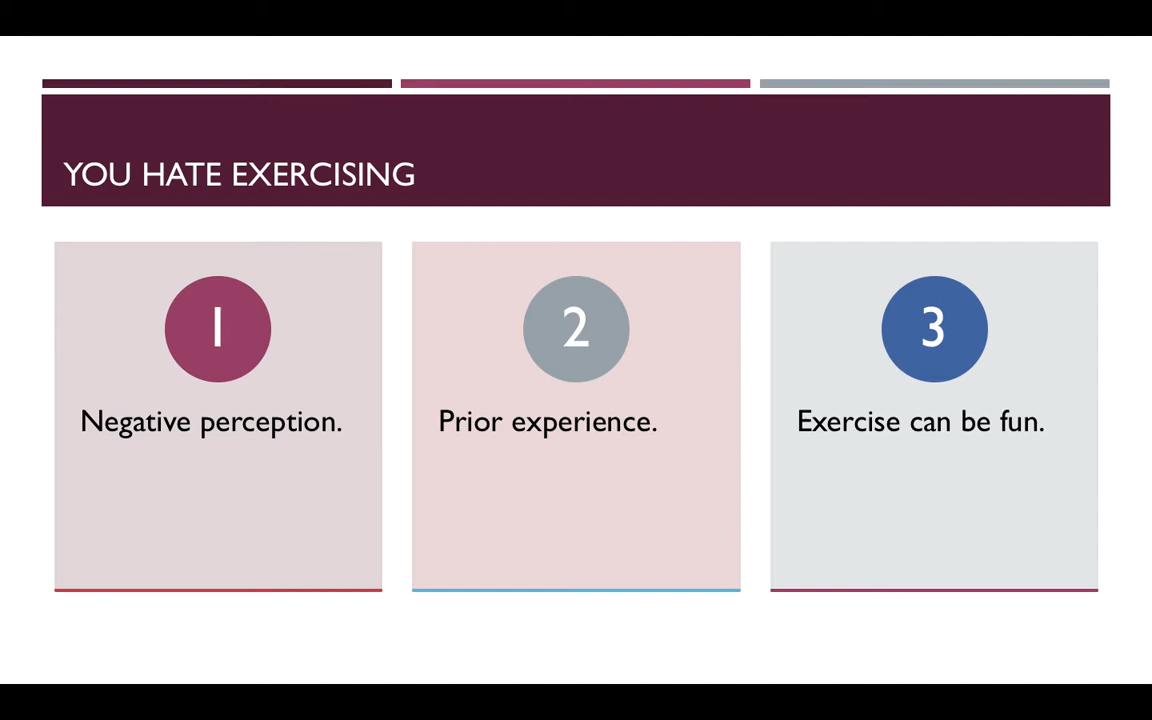 YOU HATE EXERCISING
1
Negative perception.
2
Prior experience.
3
Exercise can be fun.